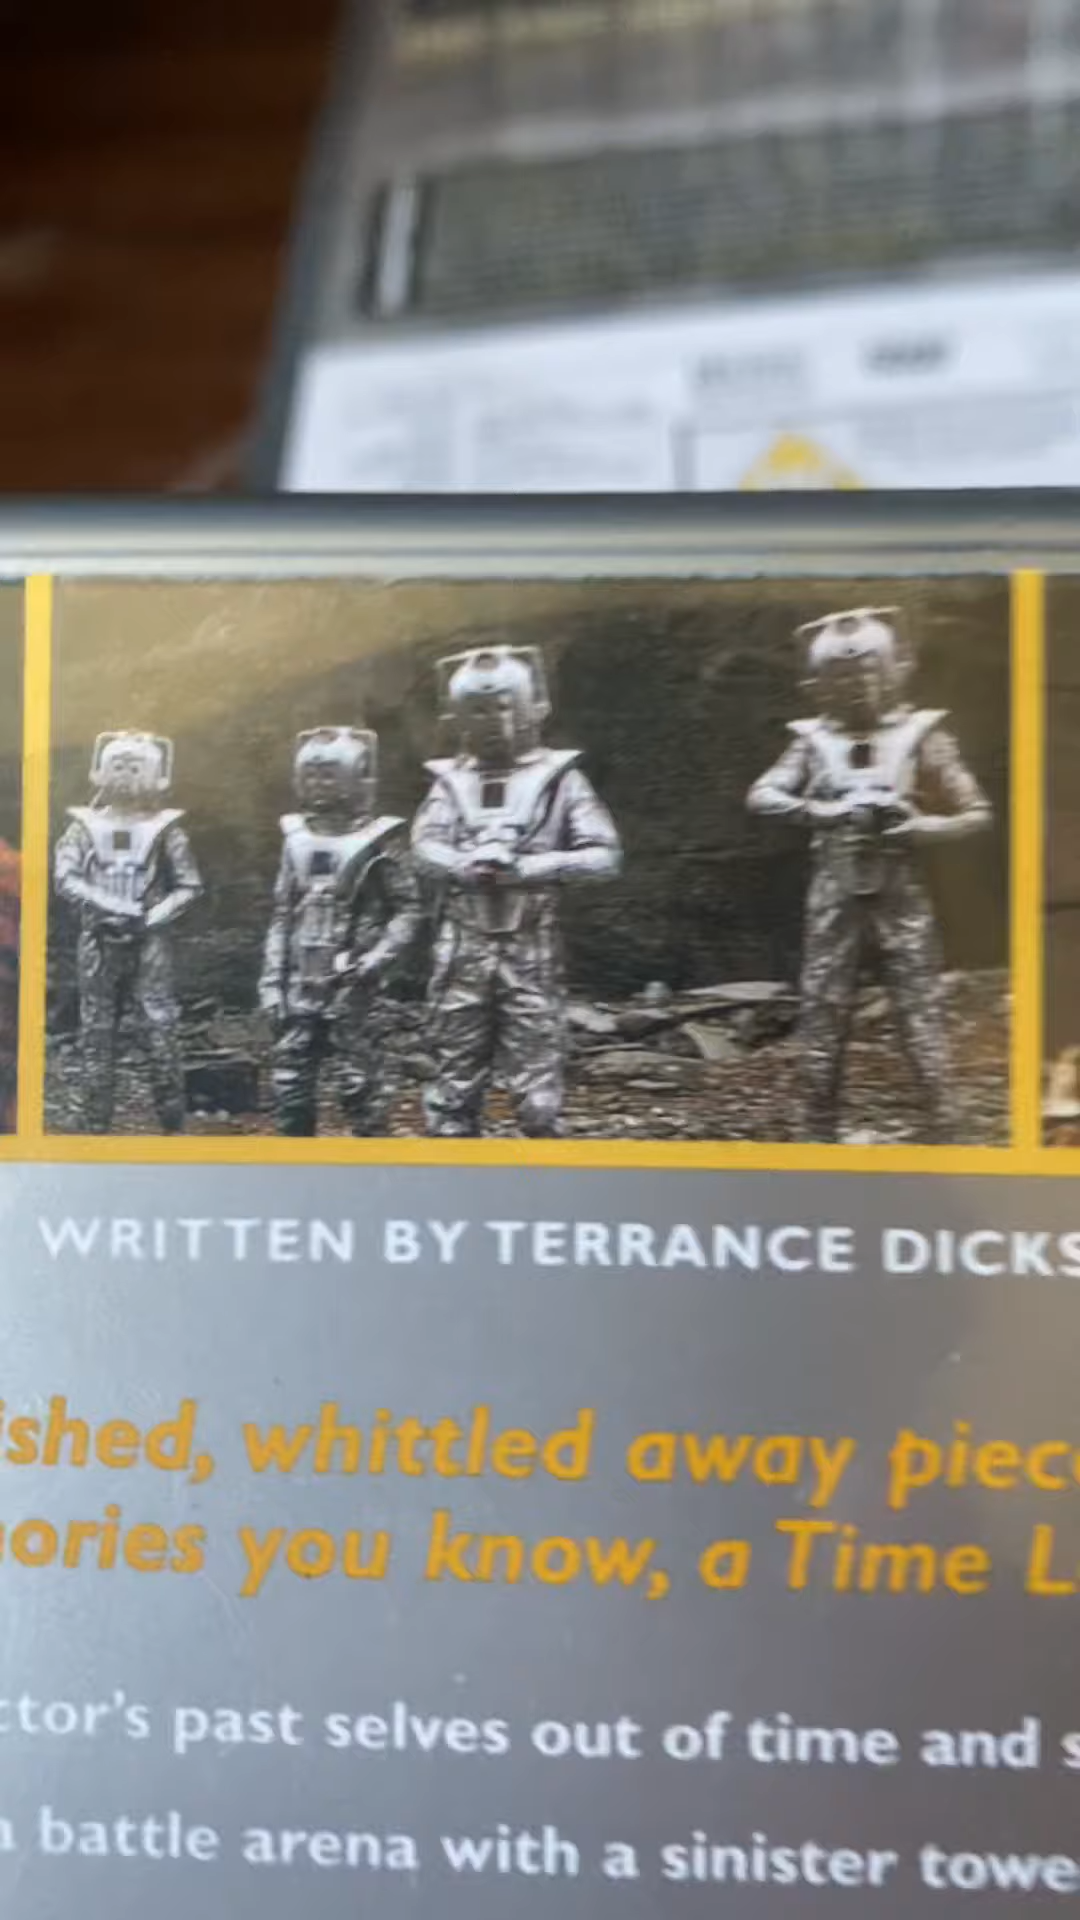 WRITTEN BY TERRANCE DICKS
ished, whittled away piec
ories you know, a Time L
ctor's past selves out of time and s
battle arena with a sinister towe